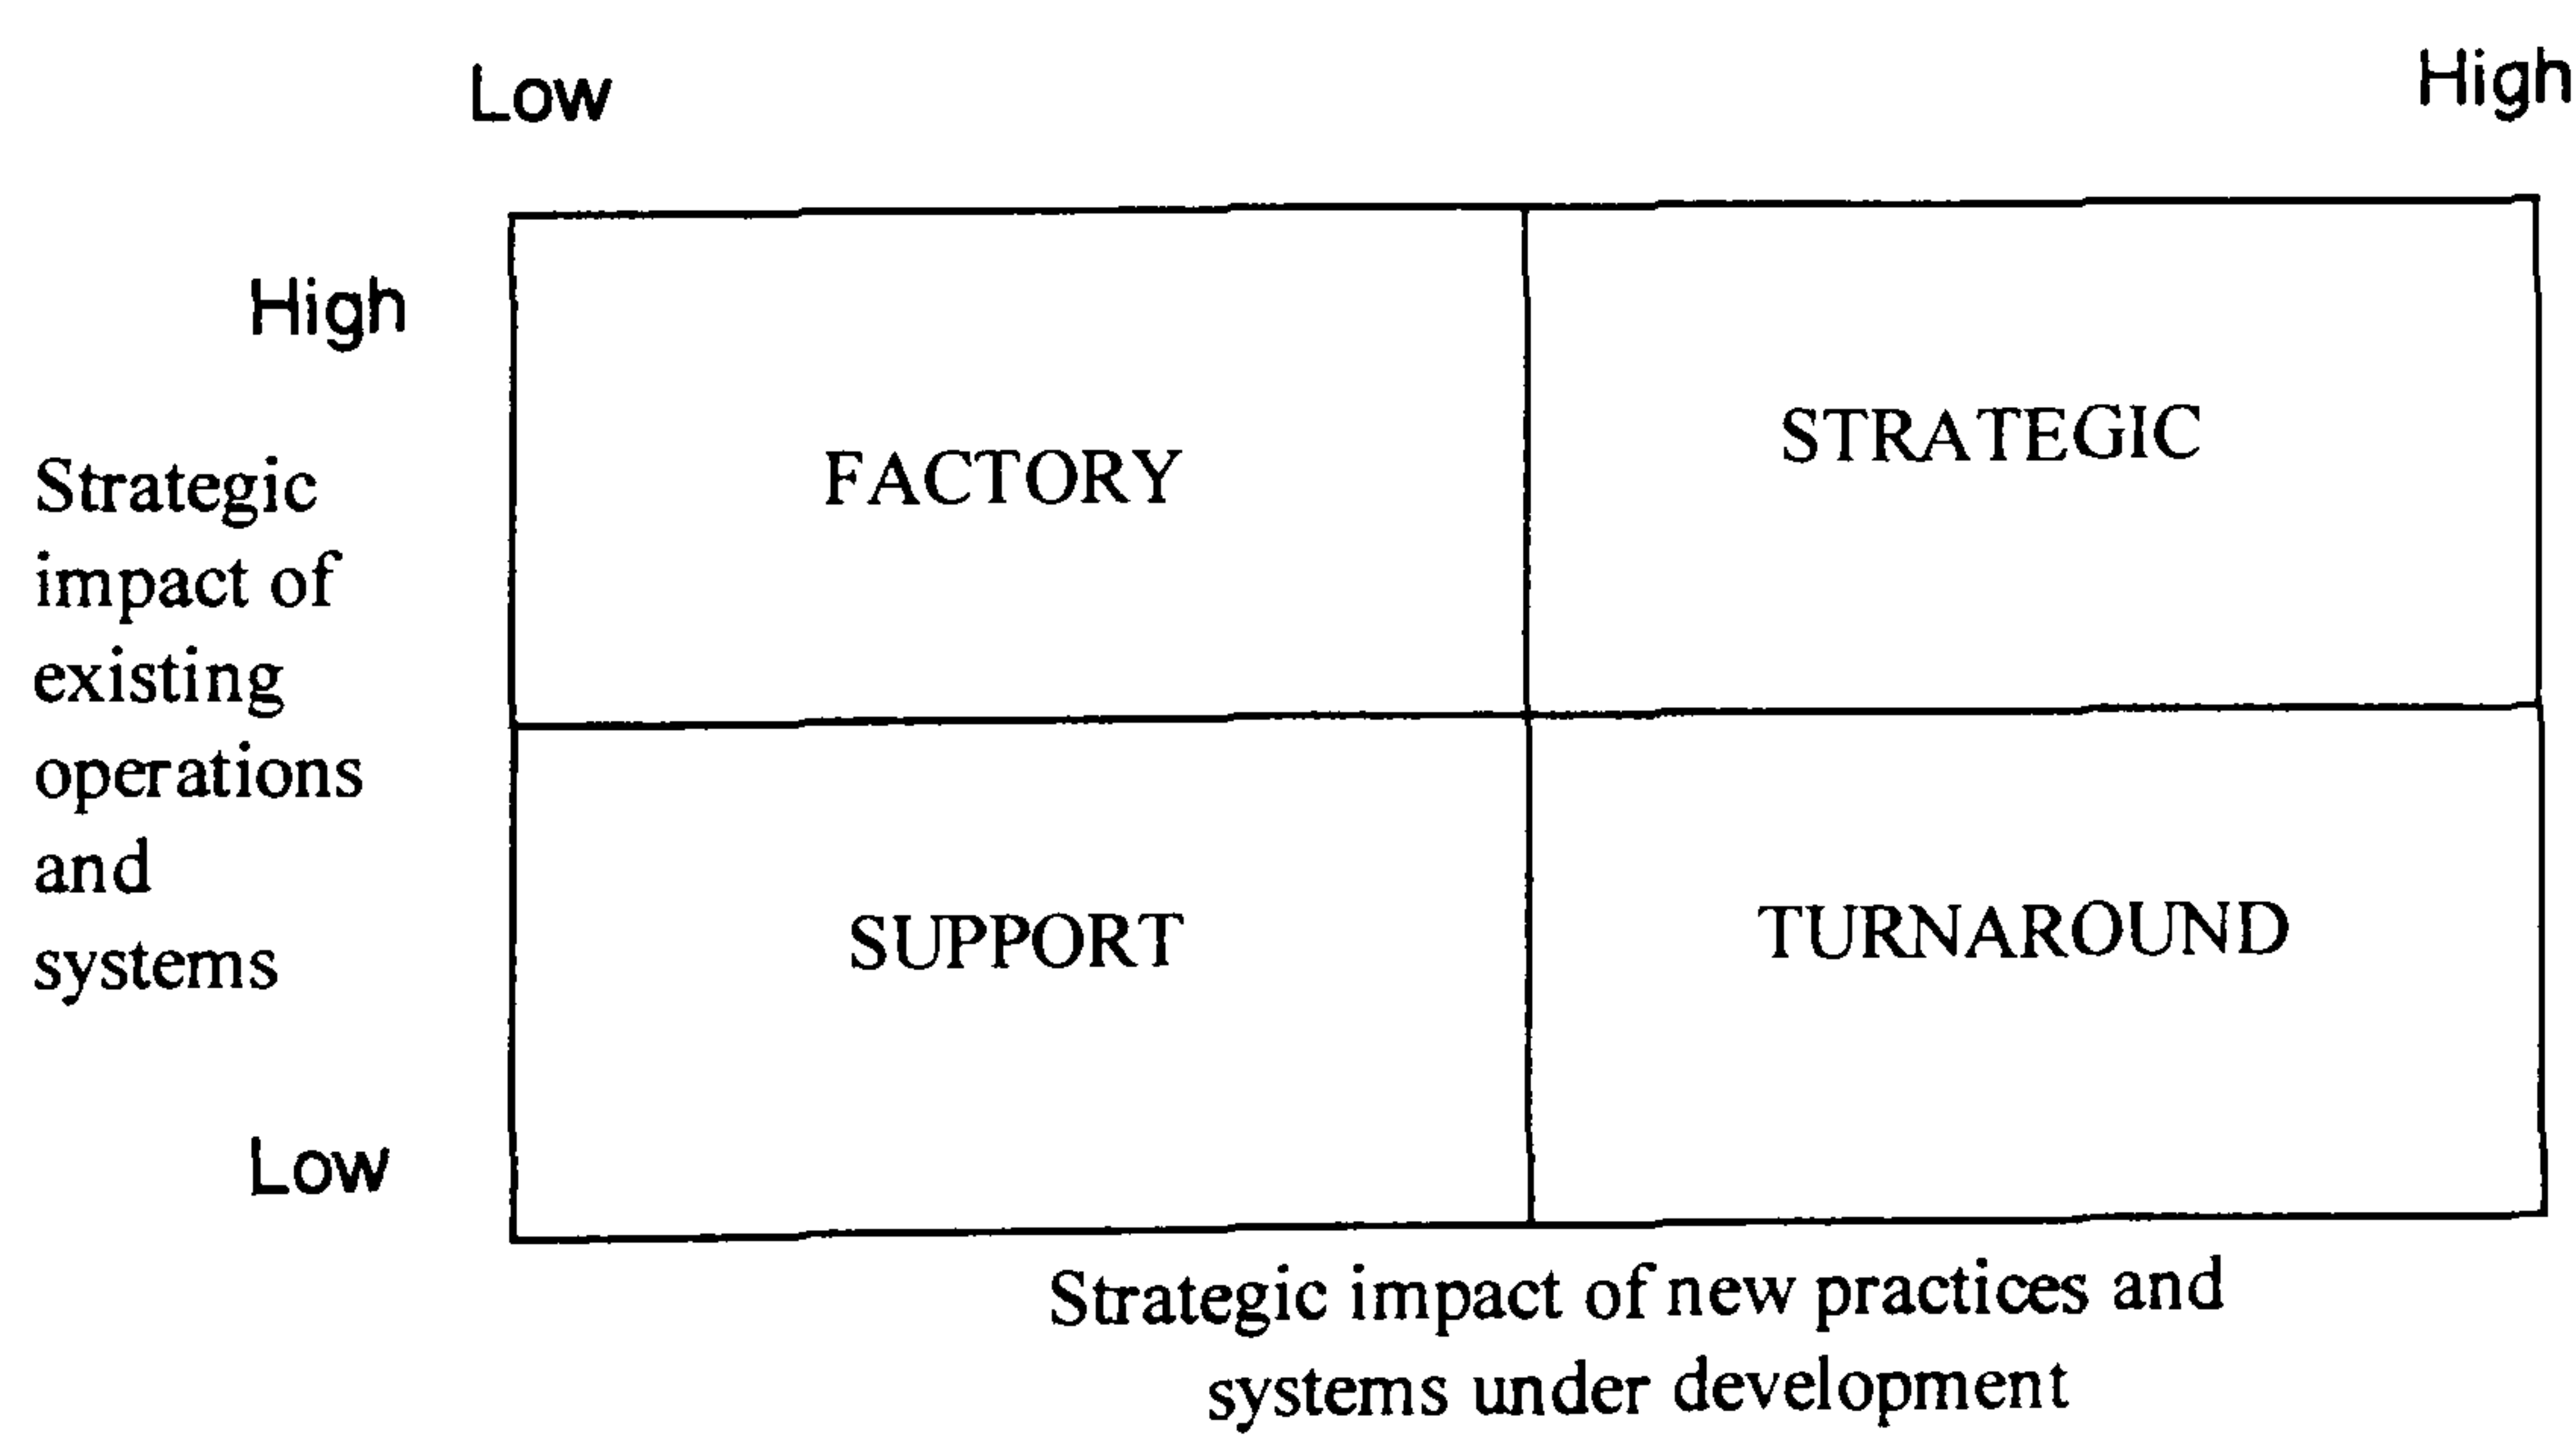 Low High
High
FACTORY STRATEGIC
Strategic
impact of
existing
operations
and
systems
SUPPORT TURNAROUND
Low
Strategic impact of new practices and
systems under development